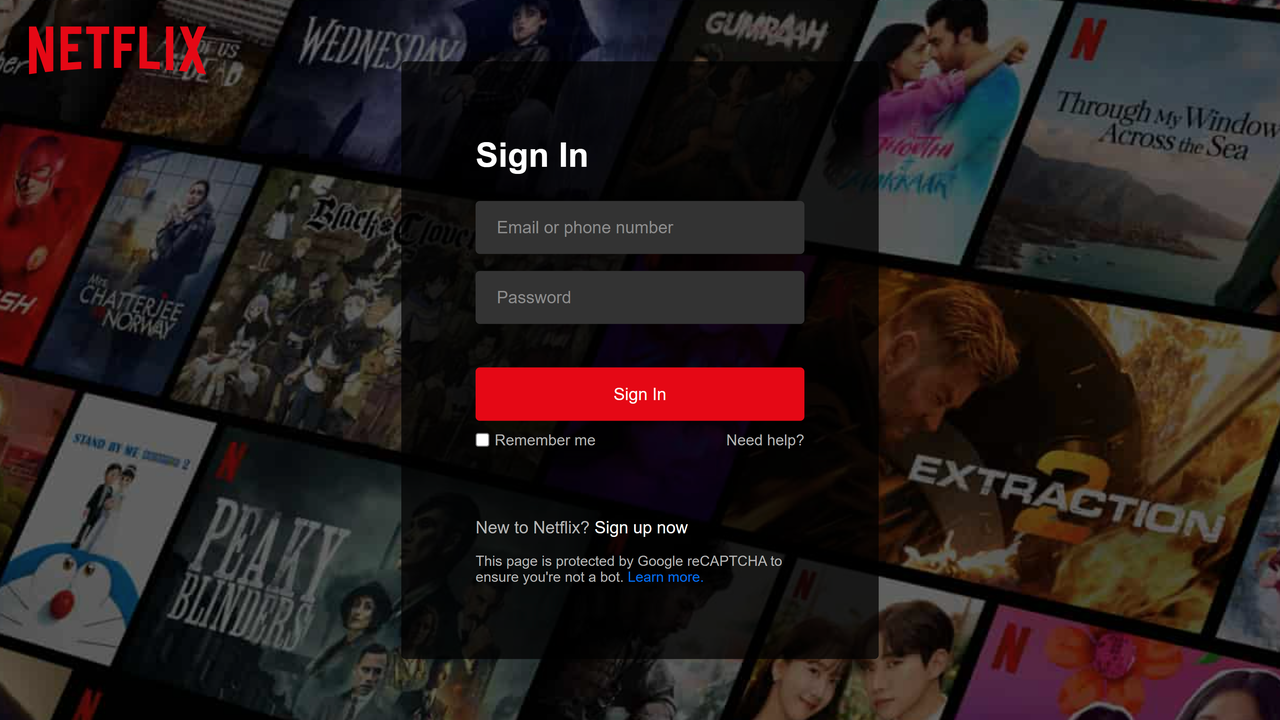 NETFLIX
WEDNESDAY
GUMRAAH
Through My Window
Across the Sea
Black Clover
Mrs.
CHATTERJEE
NORWAY
Sign In
Email or phone number
Password
Sign In
Remember me
Need help?
STAND BY ME
2
PEAKY
BLINDERS
EXTRACTION
2
New to Netflix? Sign up now
This page is protected by Google reCAPTCHA to
ensure you're not a bot. Learn more.
N
N
N
N
N